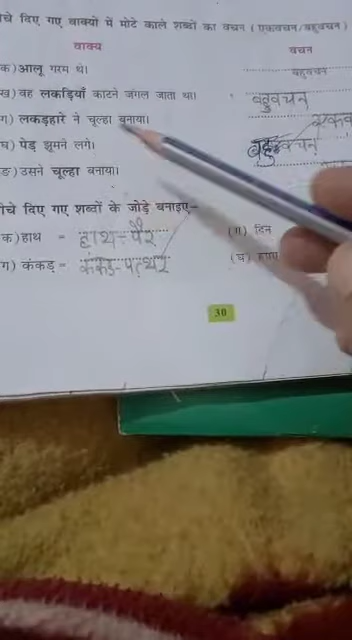 चे दिए गए वाक्यों में मोटे काले शब्दों का वचन (एकवचन/बहुवचन)
वाक्य वचन
क) आलू गरम थे। बहुवचन
ख) वह लकड़ियाँ काटने जंगल जाता था। बहुवचन
ग) लकड़हारे ने चूल्हा बनाया। एकव
घ) पेड़ झूमने लगे। बहुवचन
ङ) उसने चूल्हा बनाया।
चे दिए गए शब्दों के जोड़े बनाइए–
क) हाथ = हाथ-पैर (ग) दिन
ग) कंकड़ = कंकड-पत्थर (घ)
30